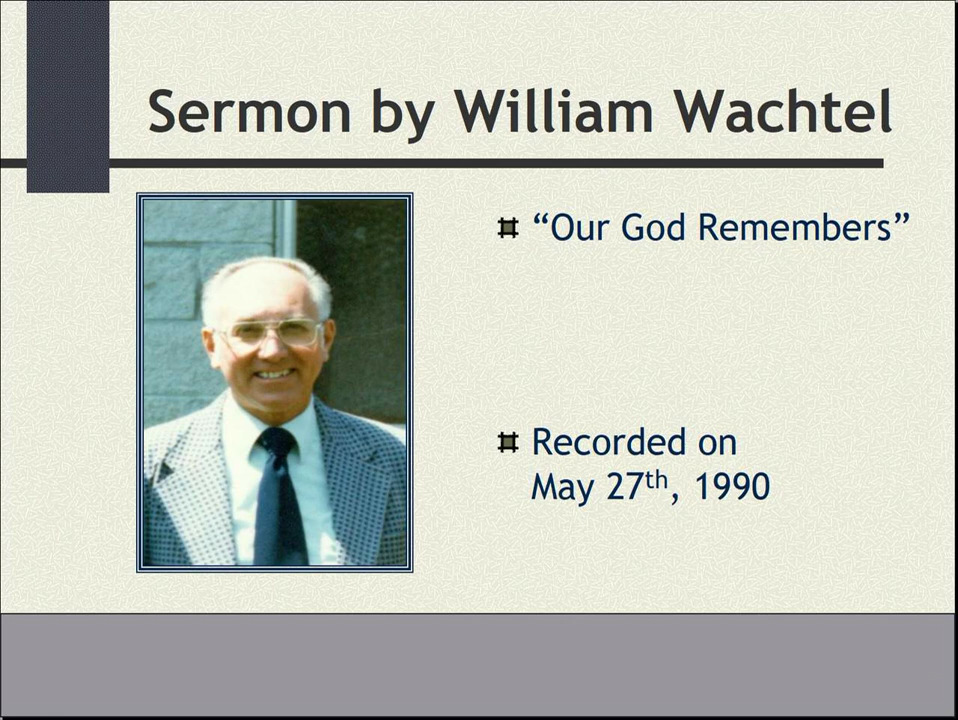 Sermon by William Wachtel
“Our God Remembers”
Recorded on
May 27th, 1990